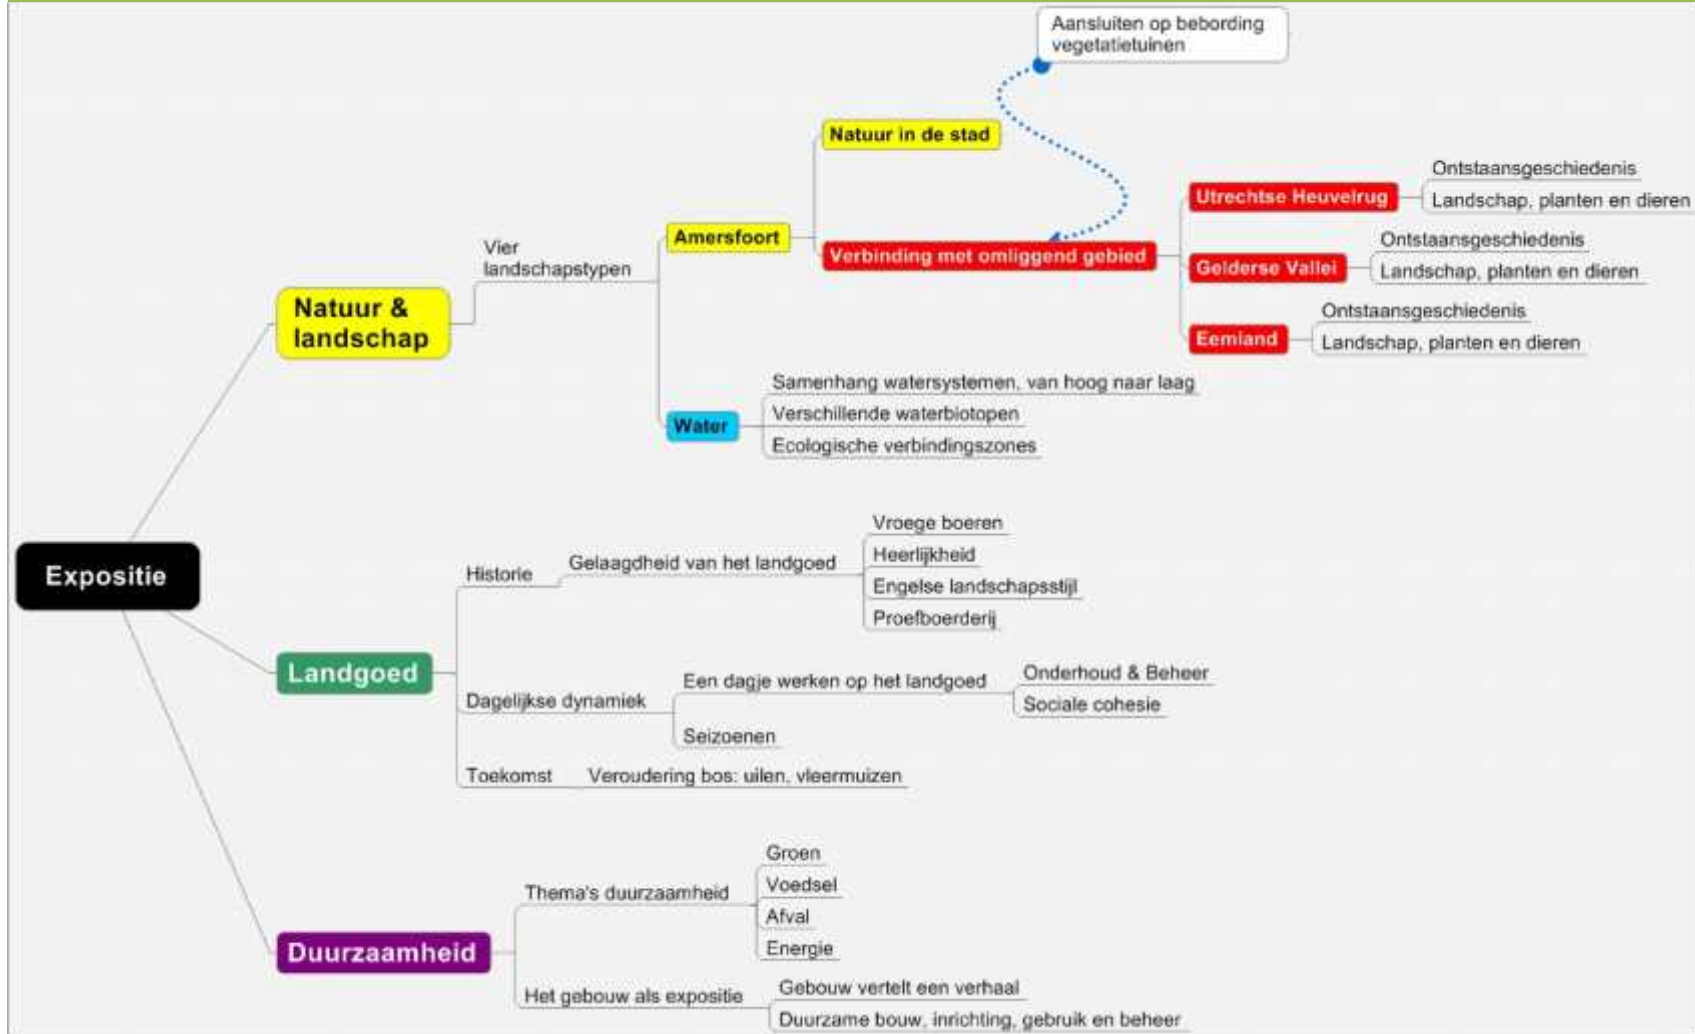 Aansluiten op bebording
vegetatietuinen
Natuur in de stad
Ontstaansgeschiedenis
Utrechtse Heuvelrug
Landschap, planten en dieren
Amersfoort
Vier
landschapstypen
Verbinding met omliggend gebied
Ontstaansgeschiedenis
Gelderse Vallei
Landschap, planten en dieren
Natuur &
landschap
Ontstaansgeschiedenis
Eemland
Landschap, planten en dieren
Samenhang watersystemen, van hoog naar laag
Verschillende waterbiotopen
Water
Ecologische verbindingszones
Expositie
Vroege boeren
Historie
Gelaagdheid van het landgoed
Heerlijkheid
Engelse landschapsstijl
Proefboerderij
Landgoed
Een dagje werken op het landgoed
Onderhoud & Beheer
Dagelijkse dynamiek
Sociale cohesie
Seizoenen
Toekomst
Veroudering bos: uilen, vleermuizen
Groen
Thema's duurzaamheid
Voedsel
Afval
Energie
Duurzaamheid
Het gebouw als expositie
Gebouw vertelt een verhaal
Duurzame bouw, inrichting, gebruik en beheer